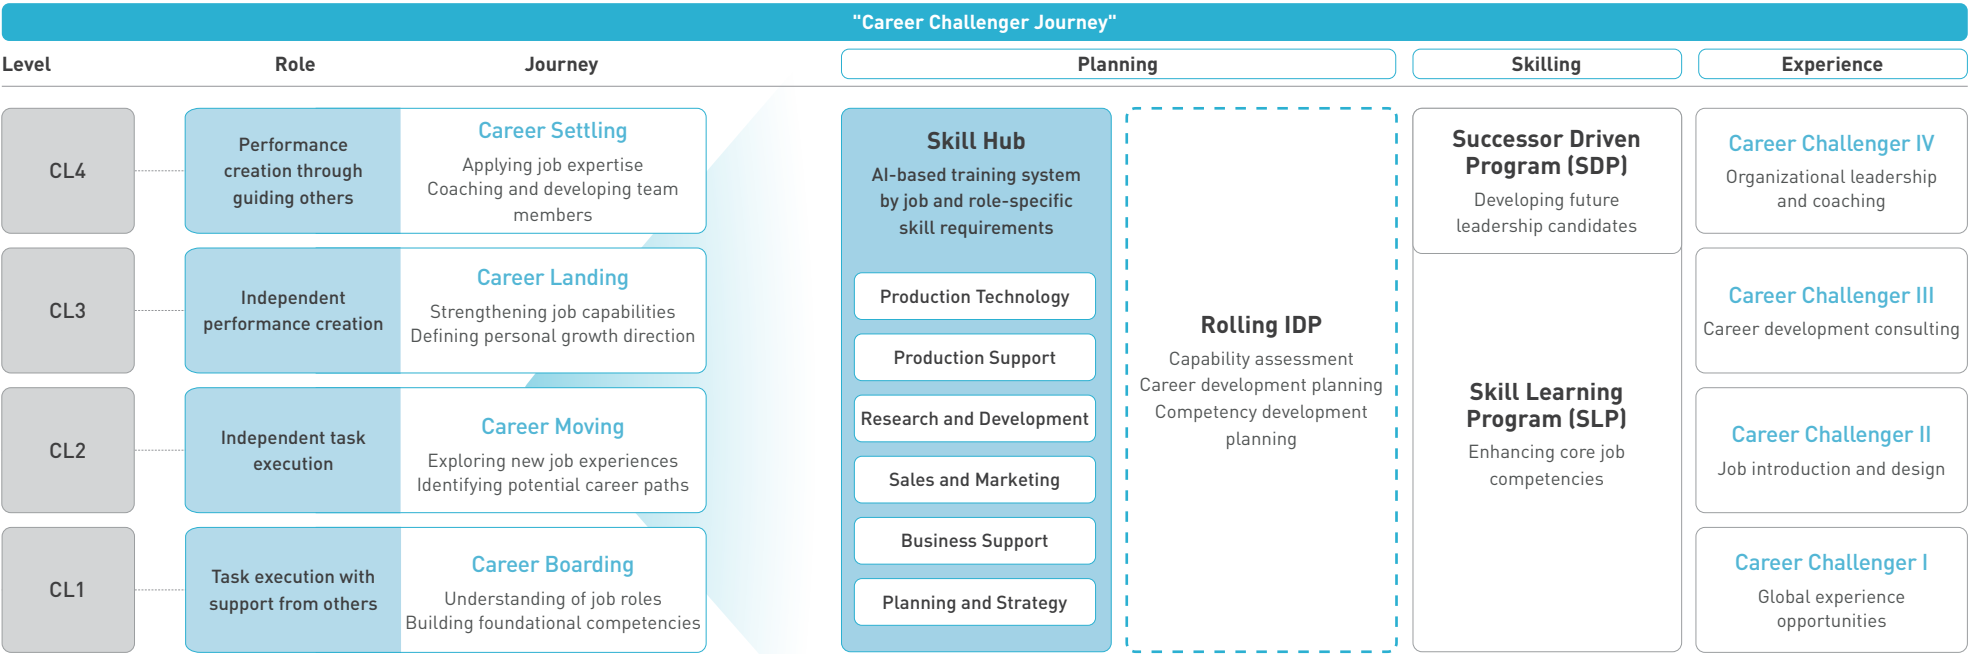 "Career Challenger Journey"
Level
Role
Journey
Planning
Skilling
Experience
CL4
Performance
creation through
guiding others
Career Settling
Applying job expertise
Coaching and developing team
members
CL3
Independent
performance creation
Career Landing
Strengthening job capabilities
Defining personal growth direction
CL2
Independent task
execution
Career Moving
Exploring new job experiences
Identifying potential career paths
CL1
Task execution with
support from others
Career Boarding
Understanding of job roles
Building foundational competencies
Skill Hub
AI-based training system
by job and role-specific
skill requirements
Production Technology
Production Support
Research and Development
Sales and Marketing
Business Support
Planning and Strategy
Rolling IDP
Capability assessment
Career development planning
Competency development
planning
Successor Driven
Program (SDP)
Developing future
leadership candidates
Skill Learning
Program (SLP)
Enhancing core job
competencies
Career Challenger IV
Organizational leadership
and coaching
Career Challenger III
Career development consulting
Career Challenger II
Job introduction and design
Career Challenger I
Global experience
opportunities